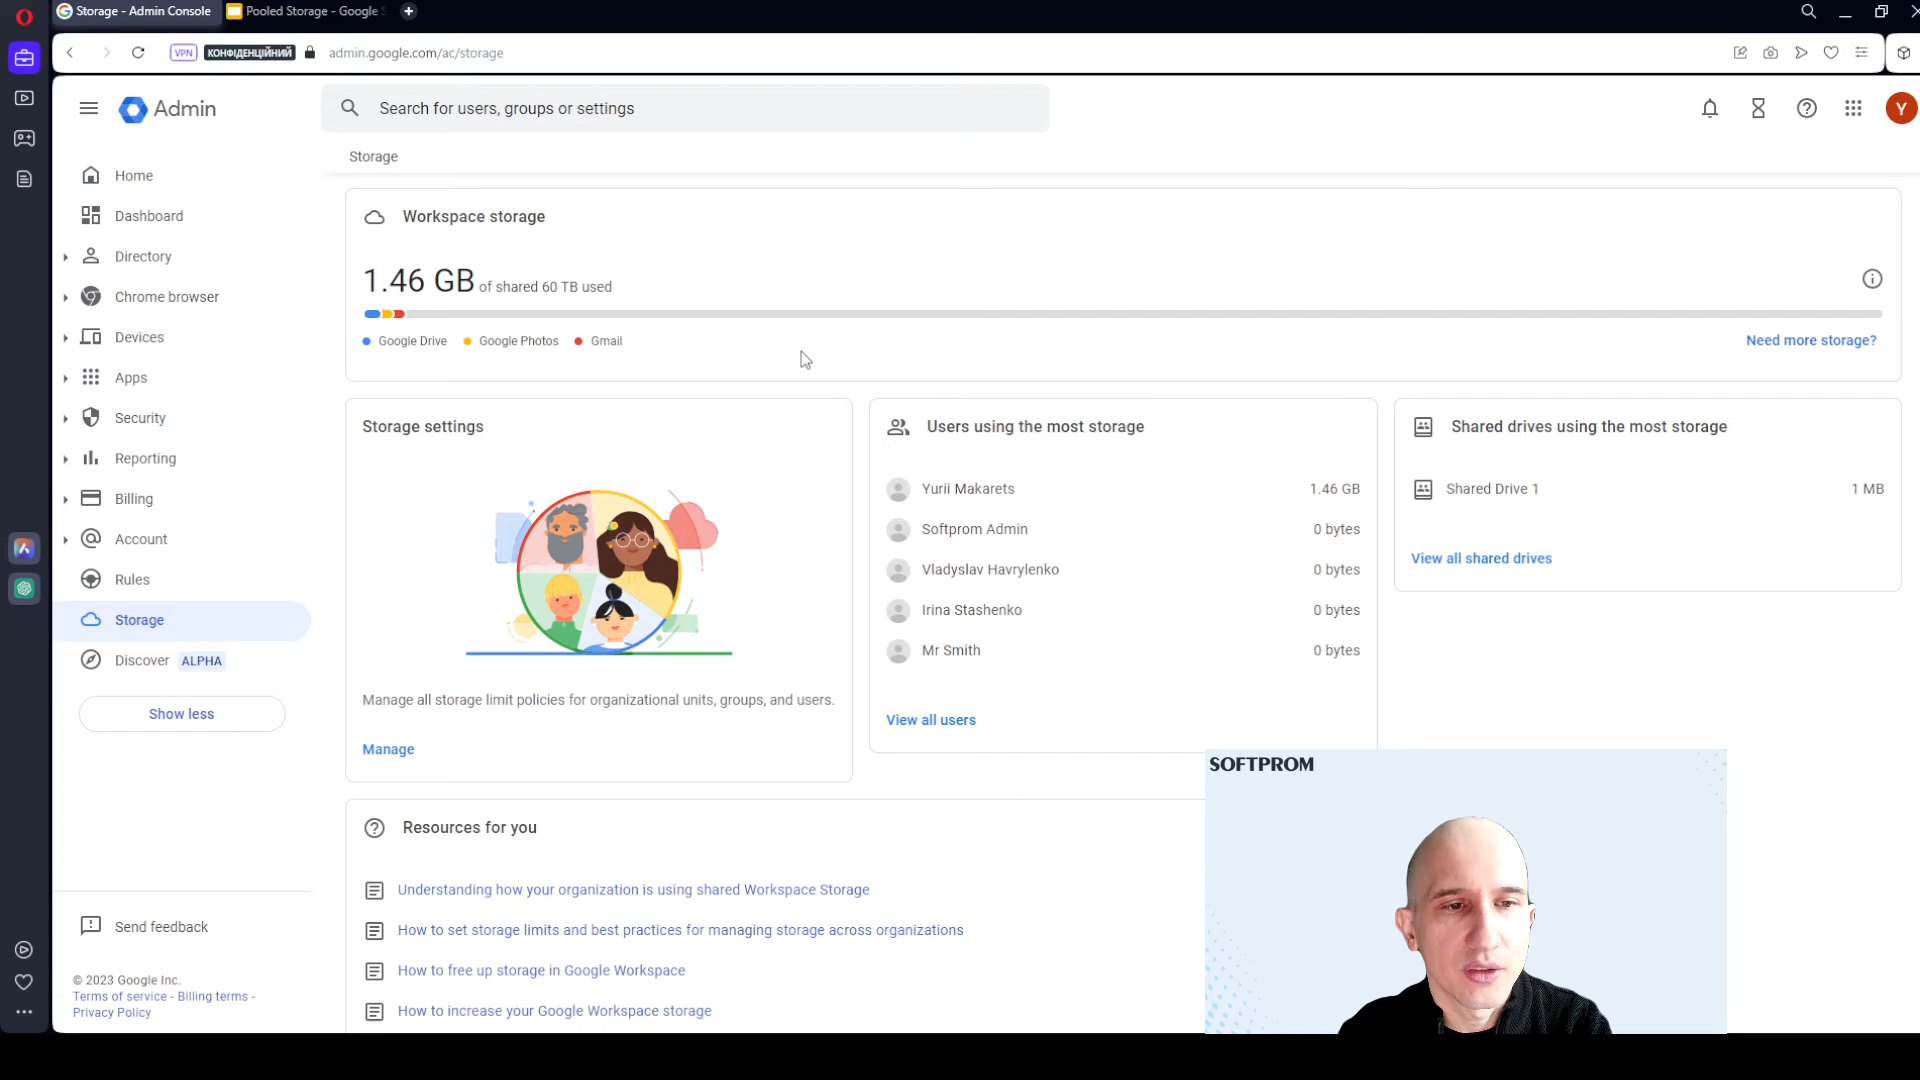 Storage - Admin Console
Pooled Storage - Google S
VPN
КОНФІДЕНЦІЙНИЙ
admin.google.com/ac/storage
Admin
Search for users, groups or settings
Y
Home
Dashboard
Directory
Chrome browser
Devices
Apps
Security
Reporting
Billing
Account
Rules
Storage
Discover ALPHA
Show less
Send feedback
© 2023 Google Inc.
Terms of service - Billing terms -
Privacy Policy
Storage
Workspace storage
1.46 GB of shared 60 TB used
Google Drive
Google Photos
Gmail
Need more storage?
Storage settings
Manage all storage limit policies for organizational units, groups, and users.
Manage
Users using the most storage
Yurii Makarets 1.46 GB
Softprom Admin 0 bytes
Vladyslav Havrylenko 0 bytes
Irina Stashenko 0 bytes
Mr Smith 0 bytes
View all users
Shared drives using the most storage
Shared Drive 1 1 MB
View all shared drives
Resources for you
Understanding how your organization is using shared Workspace Storage
How to set storage limits and best practices for managing storage across organizations
How to free up storage in Google Workspace
How to increase your Google Workspace storage
SOFTPROM